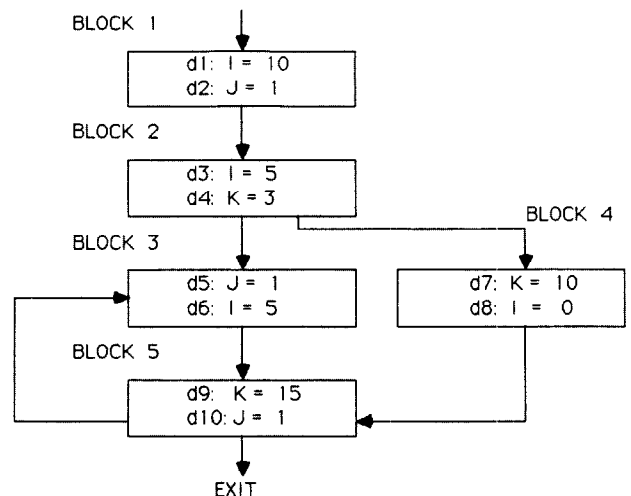 BLOCK 1
d1: I = 10
d2: J = 1
BLOCK 2
d3: I = 5
d4: K = 3
BLOCK 4
BLOCK 3
d5: J = 1
d6: I = 5
d7: K = 10
d8: I = 0
BLOCK 5
d9: K = 15
d10: J = 1
EXIT